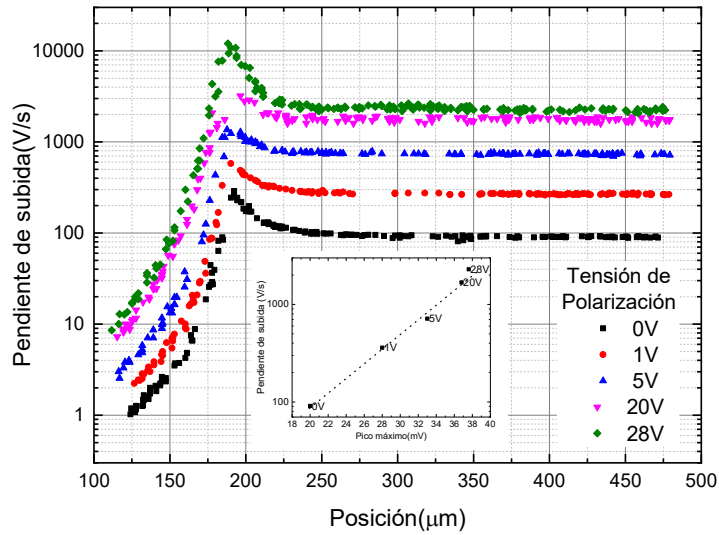 10000
1000
100
10
1
Pendiente de subida(V/s)
100 150 200 250 300 350 400 450 500
Posición(μm)
Tensión de
Polarización
0V
1V
5V
20V
28V
1000
100
Pendiente de subida (V/s)
0V
1V
5V
20V
28V
18 20 22 24 26 28 30 32 34 36 38 40
Pico máximo(mV)